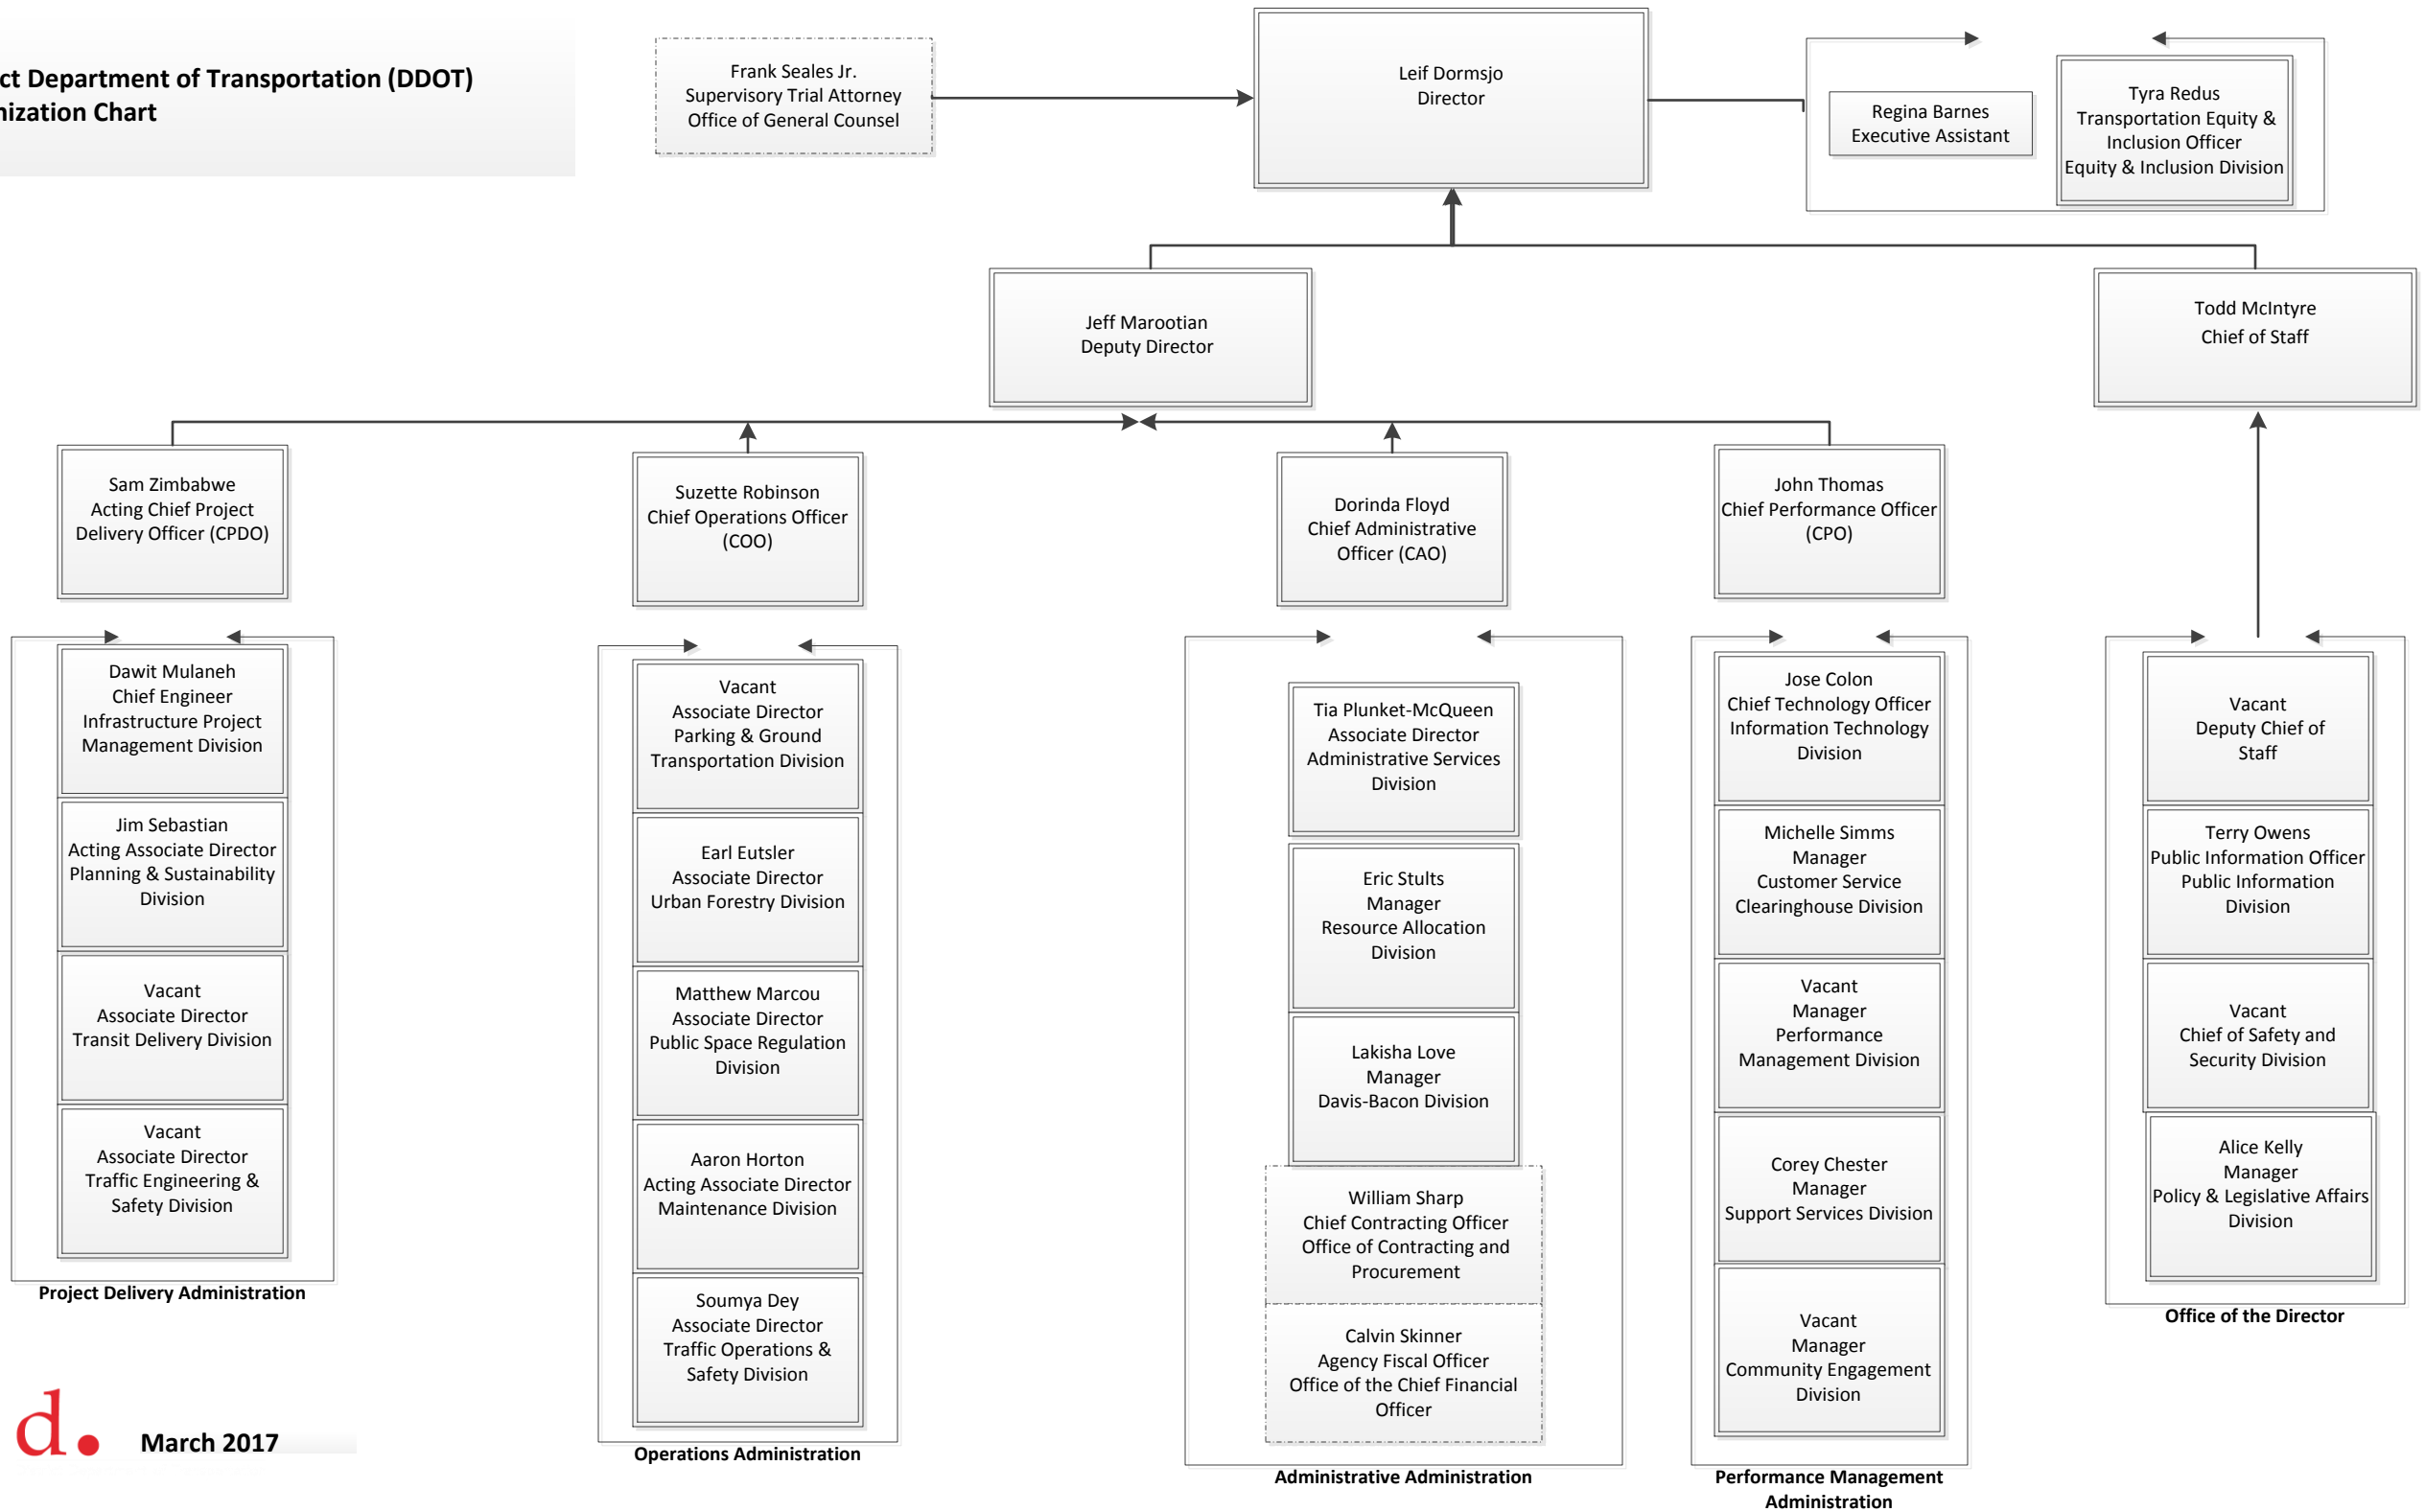 ct Department of Transportation (DDOT)
nization Chart
Frank Seales Jr.
Supervisory Trial Attorney
Office of General Counsel
Leif Dormsjo
Director
Regina Barnes
Executive Assistant
Tyra Redus
Transportation Equity &
Inclusion Officer
Equity & Inclusion Division
Jeff Marootian
Deputy Director
Todd McIntyre
Chief of Staff
Sam Zimbabwe
Acting Chief Project
Delivery Officer (CPDO)
Suzette Robinson
Chief Operations Officer
(COO)
Dorinda Floyd
Chief Administrative
Officer (CAO)
John Thomas
Chief Performance Officer
(CPO)
Dawit Mulaneh
Chief Engineer
Infrastructure Project
Management Division
Jim Sebastian
Acting Associate Director
Planning & Sustainability
Division
Vacant
Associate Director
Transit Delivery Division
Vacant
Associate Director
Traffic Engineering &
Safety Division
Project Delivery Administration
Vacant
Associate Director
Parking & Ground
Transportation Division
Earl Eutsler
Associate Director
Urban Forestry Division
Matthew Marcou
Associate Director
Public Space Regulation
Division
Aaron Horton
Acting Associate Director
Maintenance Division
Soumya Dey
Associate Director
Traffic Operations &
Safety Division
Operations Administration
Tia Plunket-McQueen
Associate Director
Administrative Services
Division
Eric Stults
Manager
Resource Allocation
Division
Lakisha Love
Manager
Davis-Bacon Division
William Sharp
Chief Contracting Officer
Office of Contracting and
Procurement
Calvin Skinner
Agency Fiscal Officer
Office of the Chief Financial
Officer
Administrative Administration
Jose Colon
Chief Technology Officer
Information Technology
Division
Michelle Simms
Manager
Customer Service
Clearinghouse Division
Vacant
Manager
Performance
Management Division
Corey Chester
Manager
Support Services Division
Vacant
Manager
Community Engagement
Division
Performance Management
Administration
Vacant
Deputy Chief of
Staff
Terry Owens
Public Information Officer
Public Information
Division
Vacant
Chief of Safety and
Security Division
Alice Kelly
Manager
Policy & Legislative Affairs
Division
Office of the Director
d.
March 2017